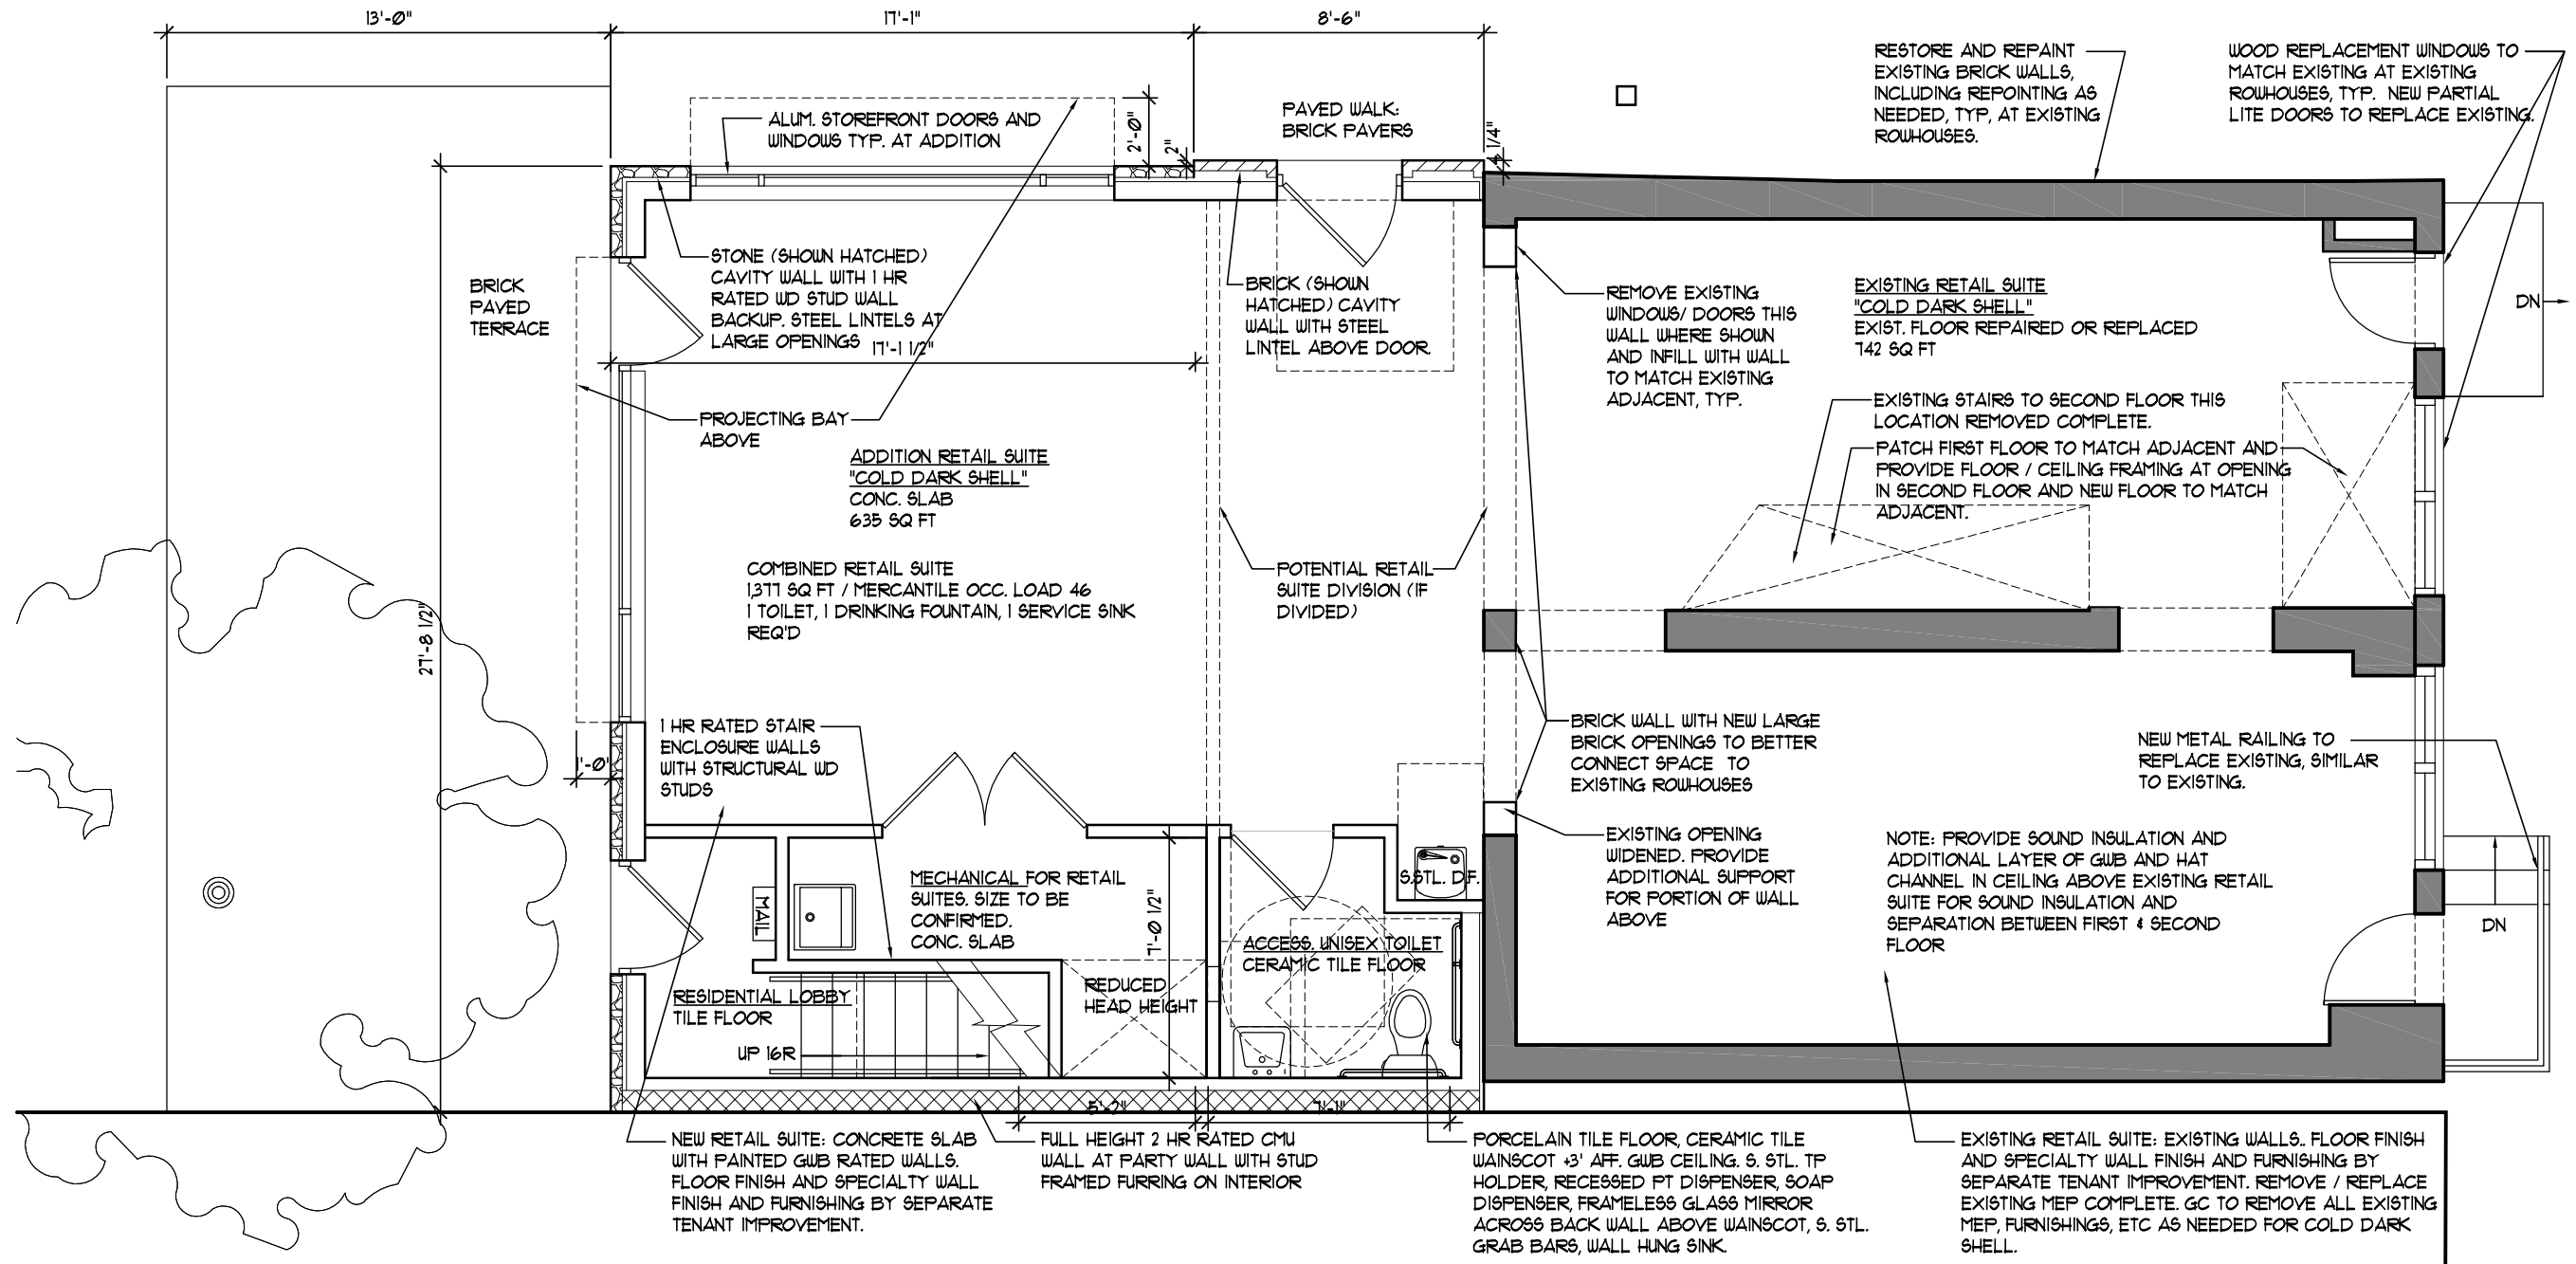 13'-0"
17'-1"
8'-6"
RESTORE AND REPAINT
EXISTING BRICK WALLS,
INCLUDING REPOINTING AS
NEEDED, TYP, AT EXISTING
ROWHOUSES.
WOOD REPLACEMENT WINDOWS TO
MATCH EXISTING AT EXISTING
ROWHOUSES, TYP. NEW PARTIAL
LITE DOORS TO REPLACE EXISTING.
ALUM. STOREFRONT DOORS AND
WINDOWS TYP. AT ADDITION
2'-0"
2"
PAVED WALK:
BRICK PAVERS
4 1/4"
BRICK
PAVED
TERRACE
STONE (SHOWN HATCHED)
CAVITY WALL WITH 1 HR
RATED WD STUD WALL
BACKUP. STEEL LINTELS AT
LARGE OPENINGS
17'-1 1/2"
BRICK (SHOWN
HATCHED) CAVITY
WALL WITH STEEL
LINTEL ABOVE DOOR.
REMOVE EXISTING
WINDOWS/ DOORS THIS
WALL WHERE SHOWN
AND INFILL WITH WALL
TO MATCH EXISTING
ADJACENT, TYP.
EXISTING RETAIL SUITE
"COLD DARK SHELL"
EXIST. FLOOR REPAIRED OR REPLACED
742 SQ FT
DN
EXISTING STAIRS TO SECOND FLOOR THIS
LOCATION REMOVED COMPLETE.
PATCH FIRST FLOOR TO MATCH ADJACENT AND
PROVIDE FLOOR / CEILING FRAMING AT OPENING
IN SECOND FLOOR AND NEW FLOOR TO MATCH
ADJACENT.
PROJECTING BAY
ABOVE
ADDITION RETAIL SUITE
"COLD DARK SHELL"
CONC. SLAB
635 SQ FT
COMBINED RETAIL SUITE
1,377 SQ FT / MERCANTILE OCC. LOAD 46
1 TOILET, 1 DRINKING FOUNTAIN, 1 SERVICE SINK
REQ'D
POTENTIAL RETAIL
SUITE DIVISION (IF
DIVIDED)
27'-8 1/2"
1'-0"
1 HR RATED STAIR
ENCLOSURE WALLS
WITH STRUCTURAL WD
STUDS
BRICK WALL WITH NEW LARGE
BRICK OPENINGS TO BETTER
CONNECT SPACE TO
EXISTING ROWHOUSES
NEW METAL RAILING TO
REPLACE EXISTING, SIMILAR
TO EXISTING.
EXISTING OPENING
WIDENED. PROVIDE
ADDITIONAL SUPPORT
FOR PORTION OF WALL
ABOVE
NOTE: PROVIDE SOUND INSULATION AND
ADDITIONAL LAYER OF GWB AND HAT
CHANNEL IN CEILING ABOVE EXISTING RETAIL
SUITE FOR SOUND INSULATION AND
SEPARATION BETWEEN FIRST & SECOND
FLOOR
DN
MAIL
MECHANICAL FOR RETAIL
SUITES. SIZE TO BE
CONFIRMED.
CONC. SLAB
7'-0 1/2"
S.STL. D.F.
ACCESS. UNISEX TOILET
CERAMIC TILE FLOOR
REDUCED
HEAD HEIGHT
RESIDENTIAL LOBBY
TILE FLOOR
UP 16R
5'-2"
7'-1"
NEW RETAIL SUITE: CONCRETE SLAB
WITH PAINTED GWB RATED WALLS.
FLOOR FINISH AND SPECIALTY WALL
FINISH AND FURNISHING BY SEPARATE
TENANT IMPROVEMENT.
FULL HEIGHT 2 HR RATED CMU
WALL AT PARTY WALL WITH STUD
FRAMED FURRING ON INTERIOR
PORCELAIN TILE FLOOR, CERAMIC TILE
WAINSCOT +3' AFF. GWB CEILING. S. STL. TP
HOLDER, RECESSED PT DISPENSER, SOAP
DISPENSER, FRAMELESS GLASS MIRROR
ACROSS BACK WALL ABOVE WAINSCOT, S. STL.
GRAB BARS, WALL HUNG SINK.
EXISTING RETAIL SUITE: EXISTING WALLS.. FLOOR FINISH
AND SPECIALTY WALL FINISH AND FURNISHING BY
SEPARATE TENANT IMPROVEMENT. REMOVE / REPLACE
EXISTING MEP COMPLETE. GC TO REMOVE ALL EXISTING
MEP, FURNISHINGS, ETC AS NEEDED FOR COLD DARK
SHELL.